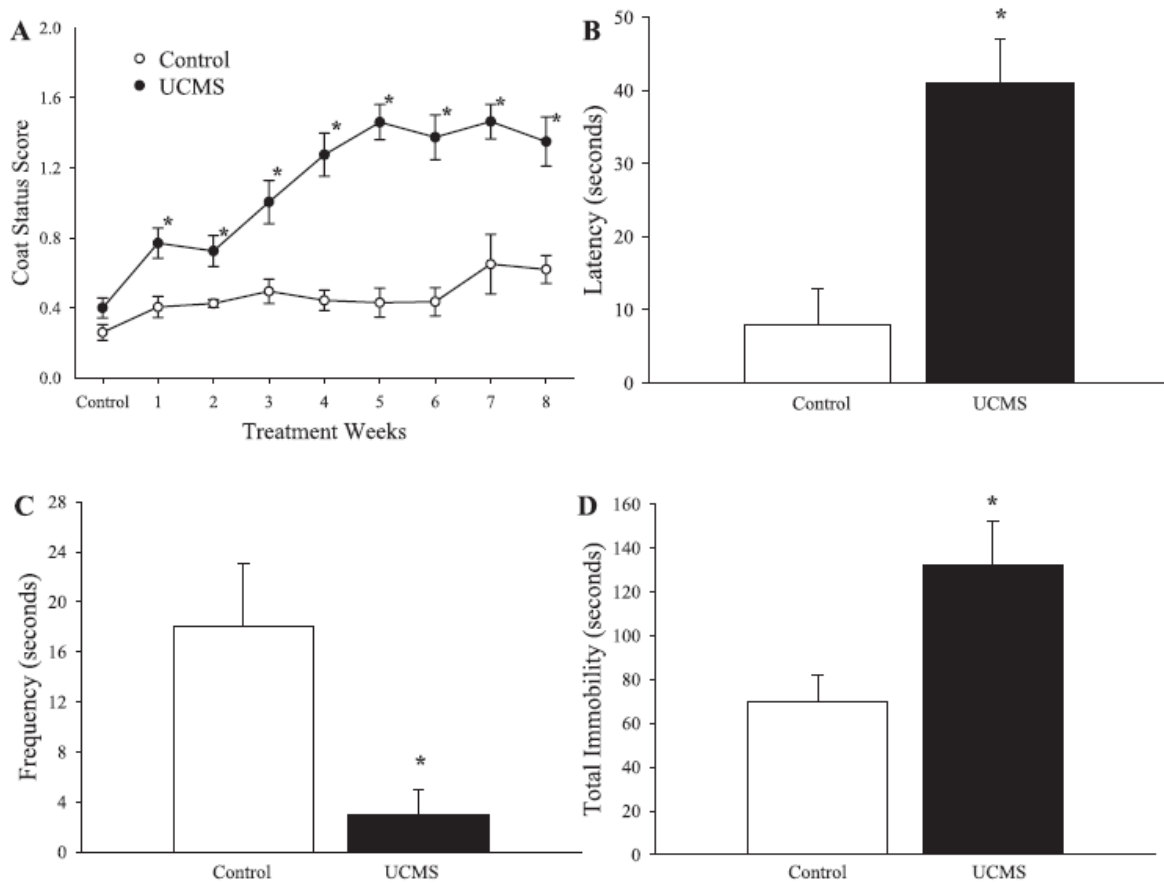 A
Control
UCMS
Coat Status Score
2.0
1.6
1.2
0.8
0.4
0.0
* * * * * * * *
Control 1 2 3 4 5 6 7 8
Treatment Weeks
B
Latency (seconds)
50
40
30
20
10
0
*
Control UCMS
C
Frequency (seconds)
28
24
20
16
12
8
4
0
*
Control UCMS
D
Total Immobility (seconds)
160
140
120
100
80
60
40
20
0
*
Control UCMS